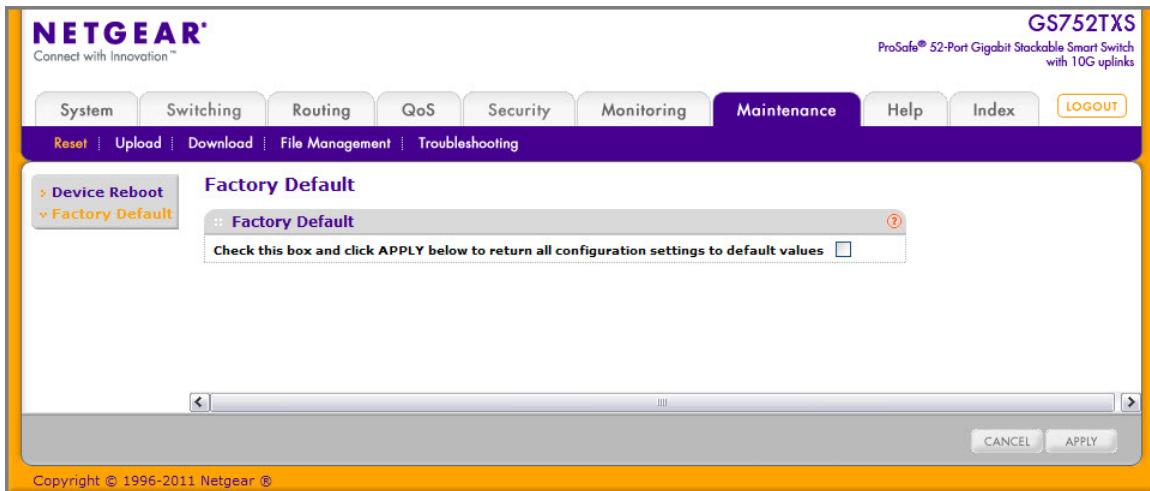 NETGEAR®
Connect with Innovation™
GS752TXS
ProSafe® 52-Port Gigabit Stackable Smart Switch
with 10G uplinks
System
Switching
Routing
QoS
Security
Monitoring
Maintenance
Help
Index
LOGOUT
Reset | Upload | Download | File Management | Troubleshooting
Device Reboot
Factory Default
Factory Default
Factory Default
?
Check this box and click APPLY below to return all configuration settings to default values
CANCEL
APPLY
Copyright © 1996-2011 Netgear ®